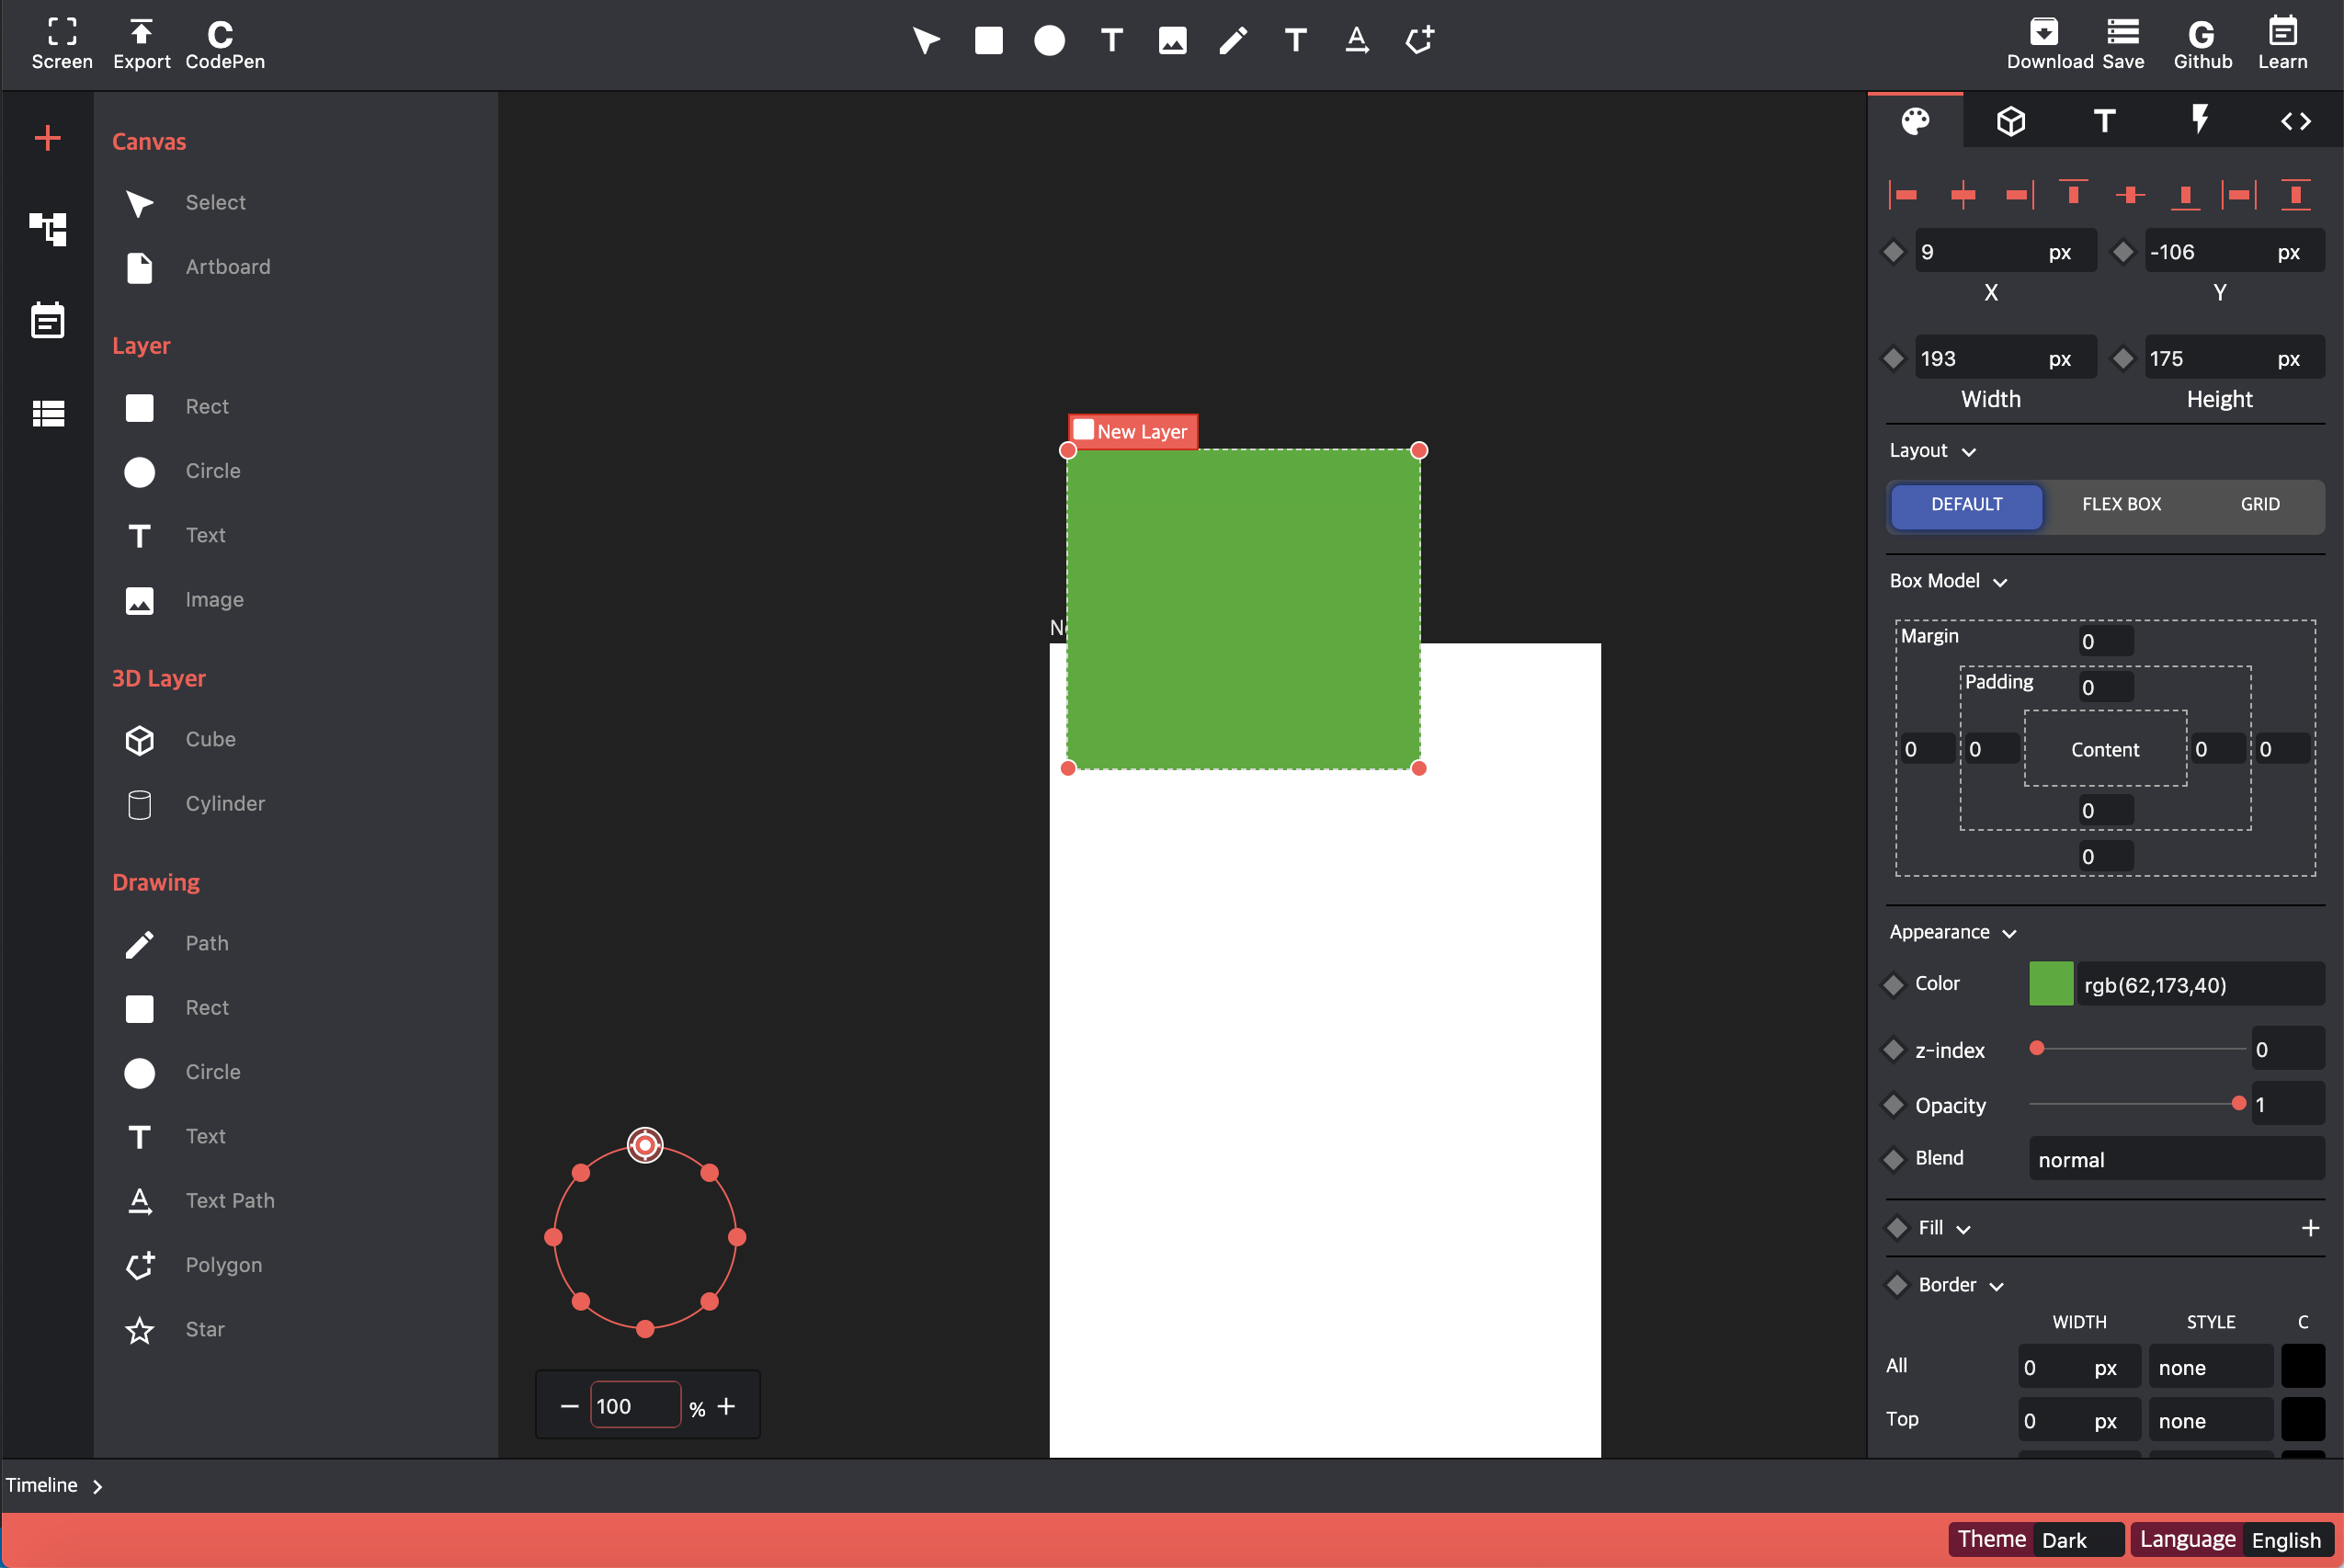 Screen Export CodePen Download Save Github Learn
Canvas
Select
Artboard
Layer
Rect
Circle
Text
Image
3D Layer
Cube
Cylinder
Drawing
Path
Rect
Circle
Text
Text Path
Polygon
Star
New Layer
100 %
9 px -106 px
X Y
193 px 175 px
Width Height
Layout
DEFAULT FLEX BOX GRID
Box Model
Margin 0
Padding 0
0 0 Content 0 0
0
0
Appearance
Color rgb(62,173,40)
z-index 0
Opacity 1
Blend normal
Fill
Border
WIDTH STYLE C
All 0 px none
Top 0 px none
Timeline
Theme Dark Language English